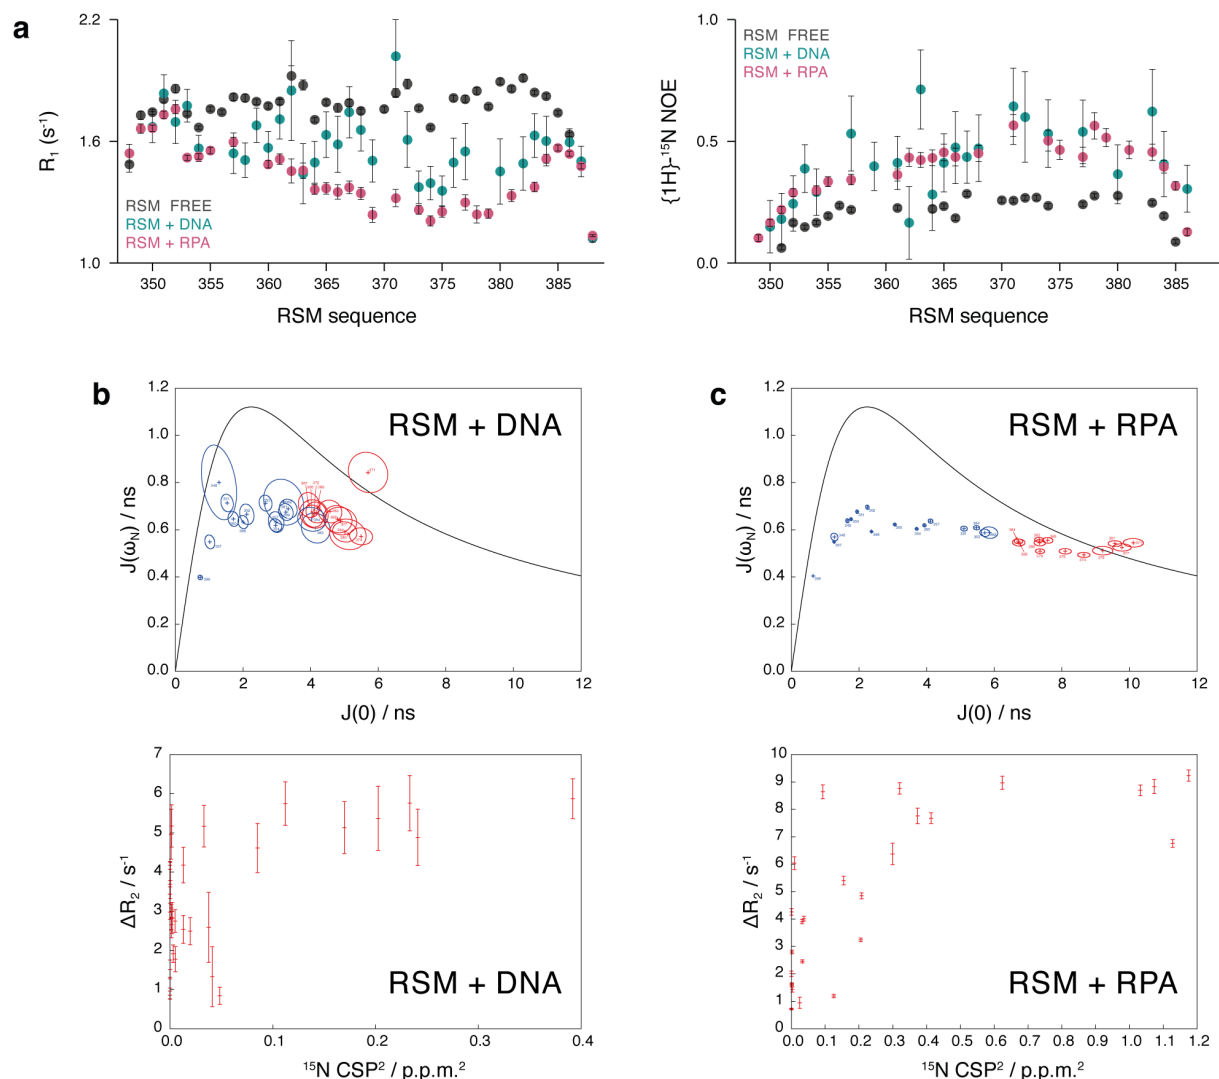 a
2.2
R1 (s-1)
1.6
RSM FREE
RSM + DNA
RSM + RPA
1.0
350 355 360 365 370 375 380 385
RSM sequence
1.0
RSM FREE
RSM + DNA
RSM + RPA
{1H}-15N NOE
0.5
0.0
350 355 360 365 370 375 380 385
RSM sequence
b
1.2
RSM + DNA
1.0
0.8
J(ωN) / ns
0.6
0.4
0.2
0.0
0 2 4 6 8 10 12
J(0) / ns
c
1.2
RSM + RPA
1.0
0.8
J(ωN) / ns
0.6
0.4
0.2
0.0
0 2 4 6 8 10 12
J(0) / ns
7
6
5
4
ΔR2 / s-1
3
2
1
0
RSM + DNA
0.0 0.1 0.2 0.3 0.4
15N CSP2 / p.p.m.2
10
9
8
7
6
5
ΔR2 / s-1
4
3
2
1
0
RSM + RPA
0.0 0.1 0.2 0.3 0.4 0.5 0.6 0.7 0.8 0.9 1.0 1.1 1.2
15N CSP2 / p.p.m.2